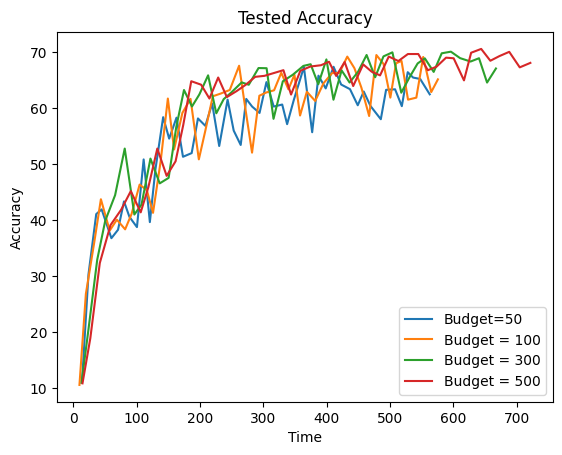 Tested Accuracy
Accuracy
70
60
50
40
30
20
10
0
100
200
300
400
500
600
700
Time
Budget=50
Budget = 100
Budget = 300
Budget = 500